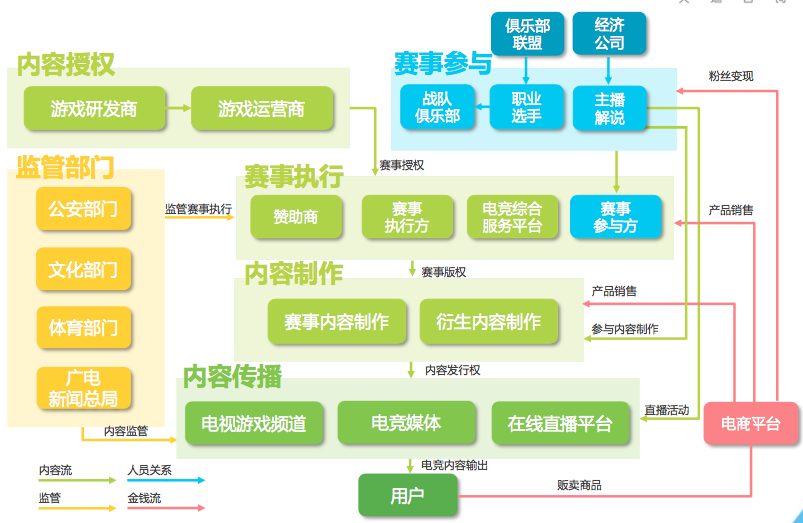 俱乐部
联盟
经济
公司
内容授权
赛事参与
游戏研发商
游戏运营商
战队
俱乐部
职业
选手
主播
解说
粉丝变现
赛事授权
监管部门
公安部门
文化部门
体育部门
广电
新闻总局
监管赛事执行
赛事执行
赞助商
赛事
执行方
电竞综合
服务平台
赛事
参与方
产品销售
赛事版权
内容制作
赛事内容制作
衍生内容制作
产品销售
参与内容制作
内容发行权
内容传播
电视游戏频道
电竞媒体
在线直播平台
直播活动
电商平台
内容监管
电竞内容输出
用户
贩卖商品
内容流
人员关系
监管
金钱流